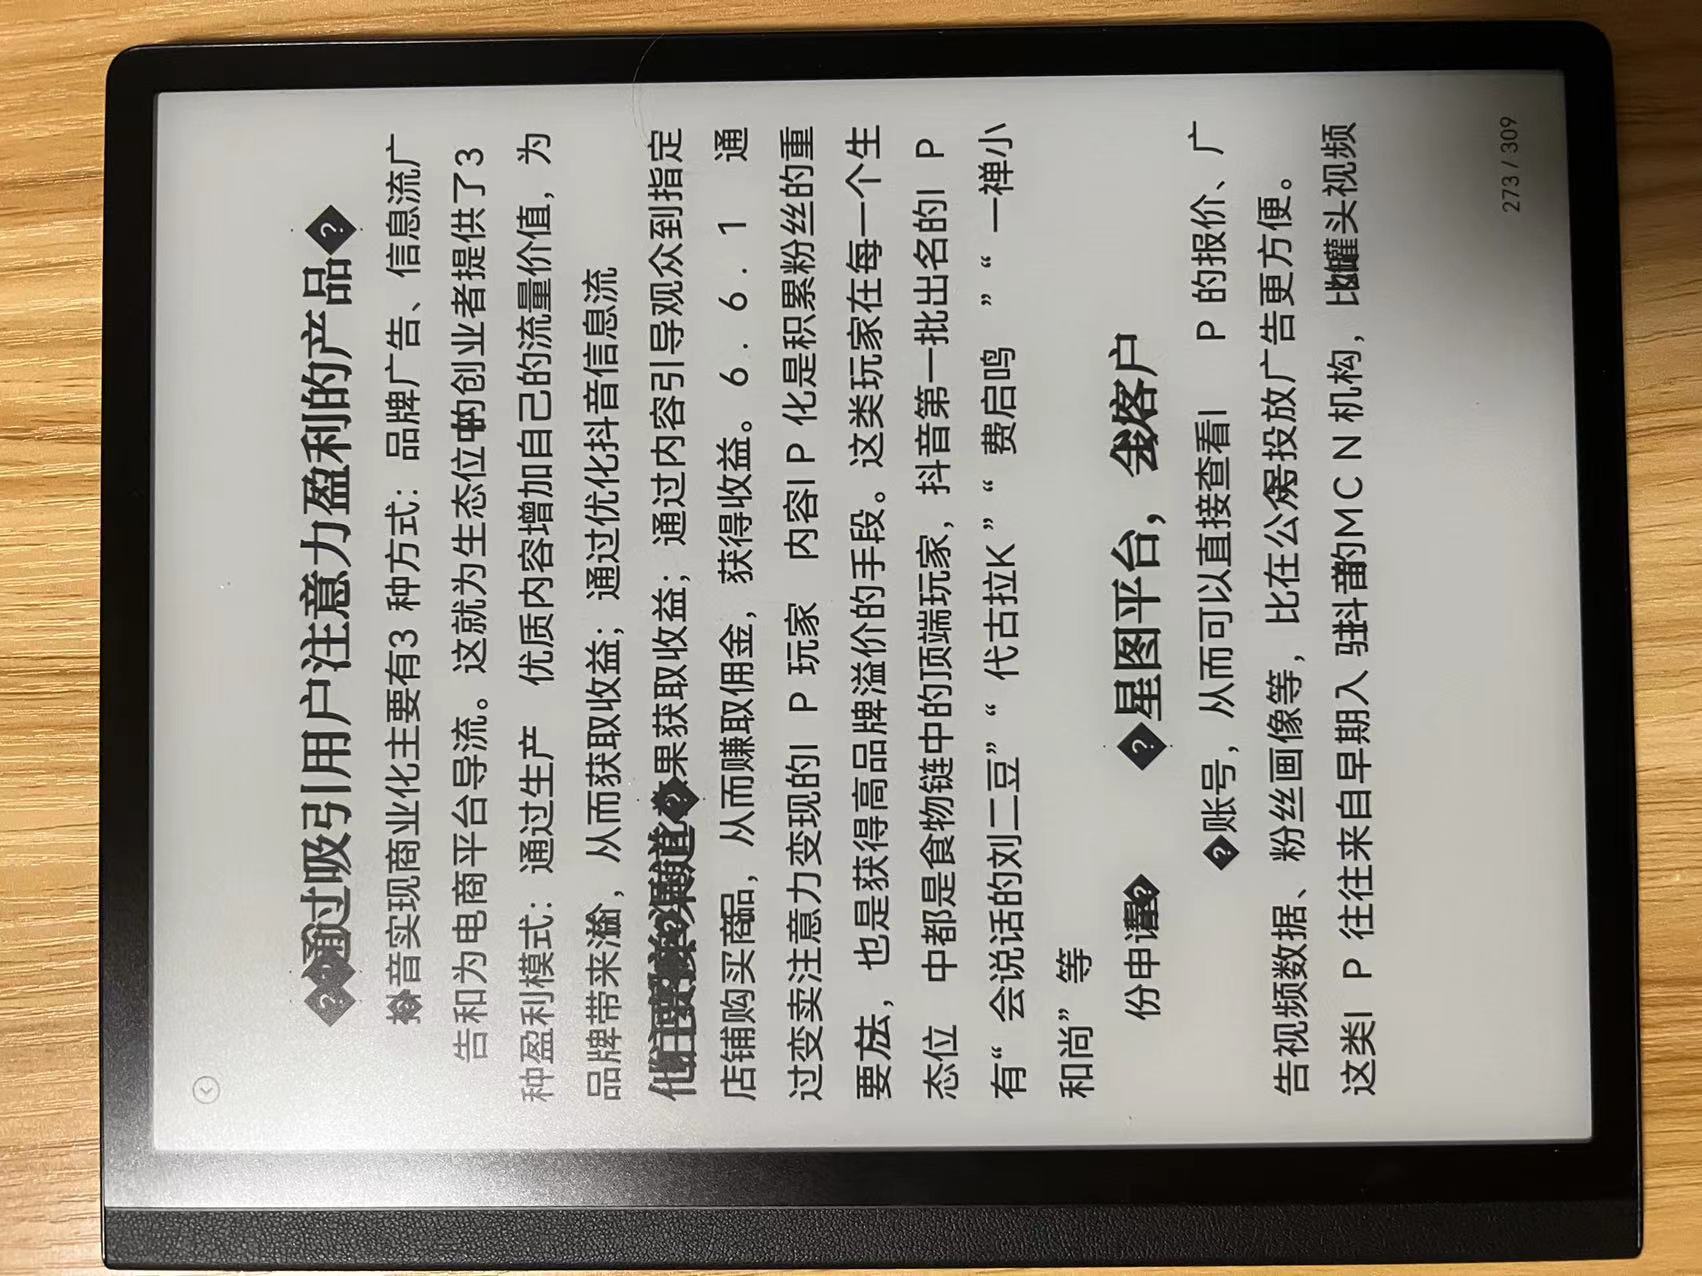 通过吸引用户注意力盈利的产品
抖音实现商业化主要有3 种方式：品牌广告、信息流广
告和为电商平台导流。这就为生态位中的创业者提供了3
种盈利模式：通过生产 优质内容增加自己的流量价值，为
品牌带来溢价，从而获取收益；通过优化抖音信息流
果获取收益；通过内容引导观众到指定
店铺购买商品，从而赚取佣金，获得收益。6．6．1 通
过变卖注意力变现的I P 玩家 内容I P 化是积累粉丝的重
要方法，也是获得高品牌溢价的手段。这类玩家在每一个生
态位 中都是食物链中的顶端玩家，抖音第一批出名的I P
有“ 会说话的刘二豆”“ 代古拉K ”“ 费启鸣 ”“ 一禅小
和尚” 等
份申请 星图平台，会以客户
账号，从而可以直接查看I P 的报价、广
告视频数据、粉丝画像等，比在公众号投放广告更方便。
这类I P 往往来自早期入 驻抖音的M C N 机构，比如罐头视频
273 / 309